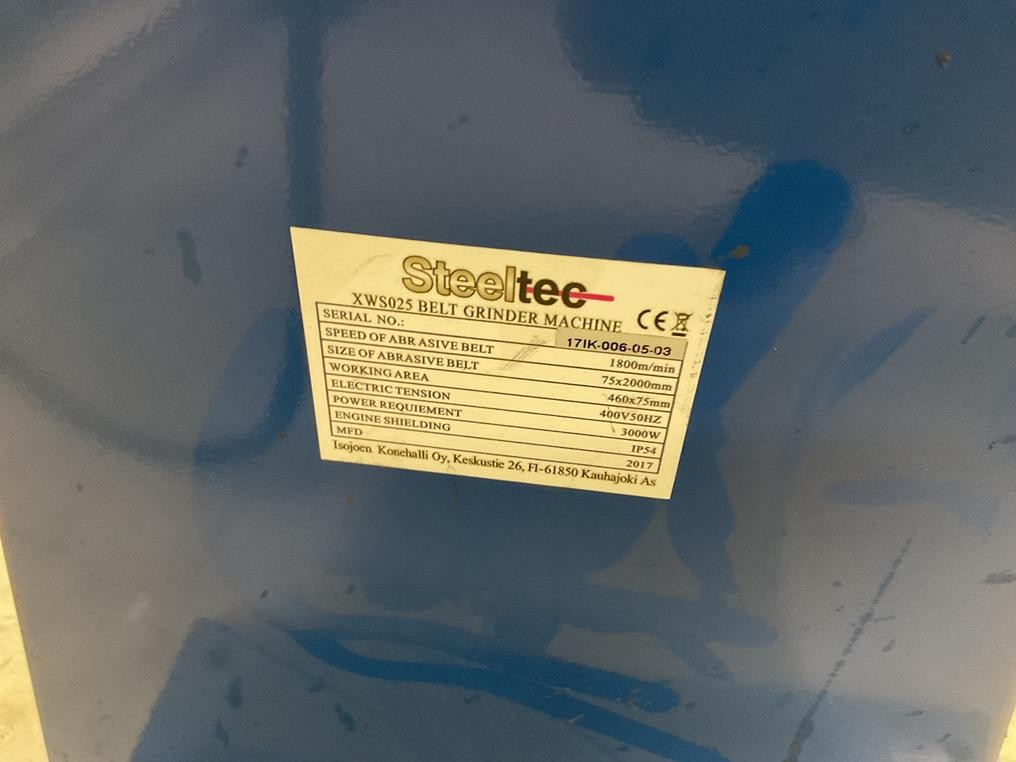 Steeltec
XWS025 BELT GRINDER MACHINE CE
SERIAL NO.: 17IK-006-05-03
SPEED OF ABRASIVE BELT 1800m/min
SIZE OF ABRASIVE BELT 75x2000mm
WORKING AREA 460x75mm
ELECTRIC TENSION 400V50HZ
POWER REQUIEMENT 3000W
ENGINE SHIELDING IP54
MFD 2017
Isojoen Konehalli Oy, Keskustie 26, FI-61850 Kauhajoki As